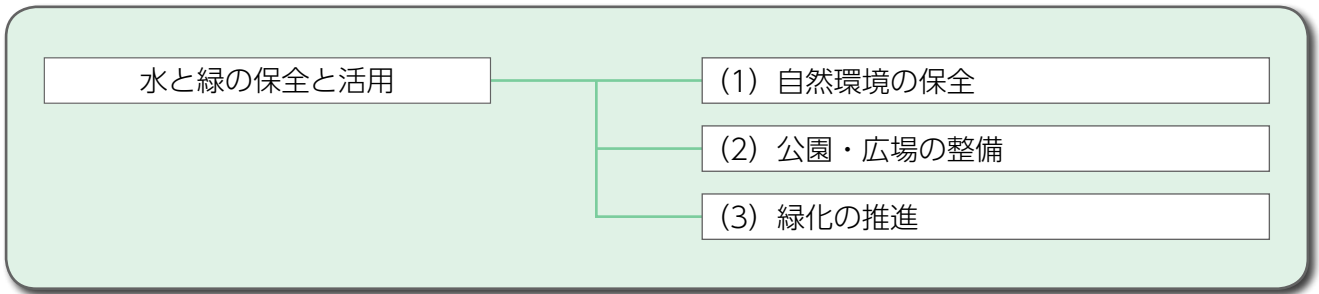 水と緑の保全と活用
(1) 自然環境の保全
(2) 公園・広場の整備
(3) 緑化の推進